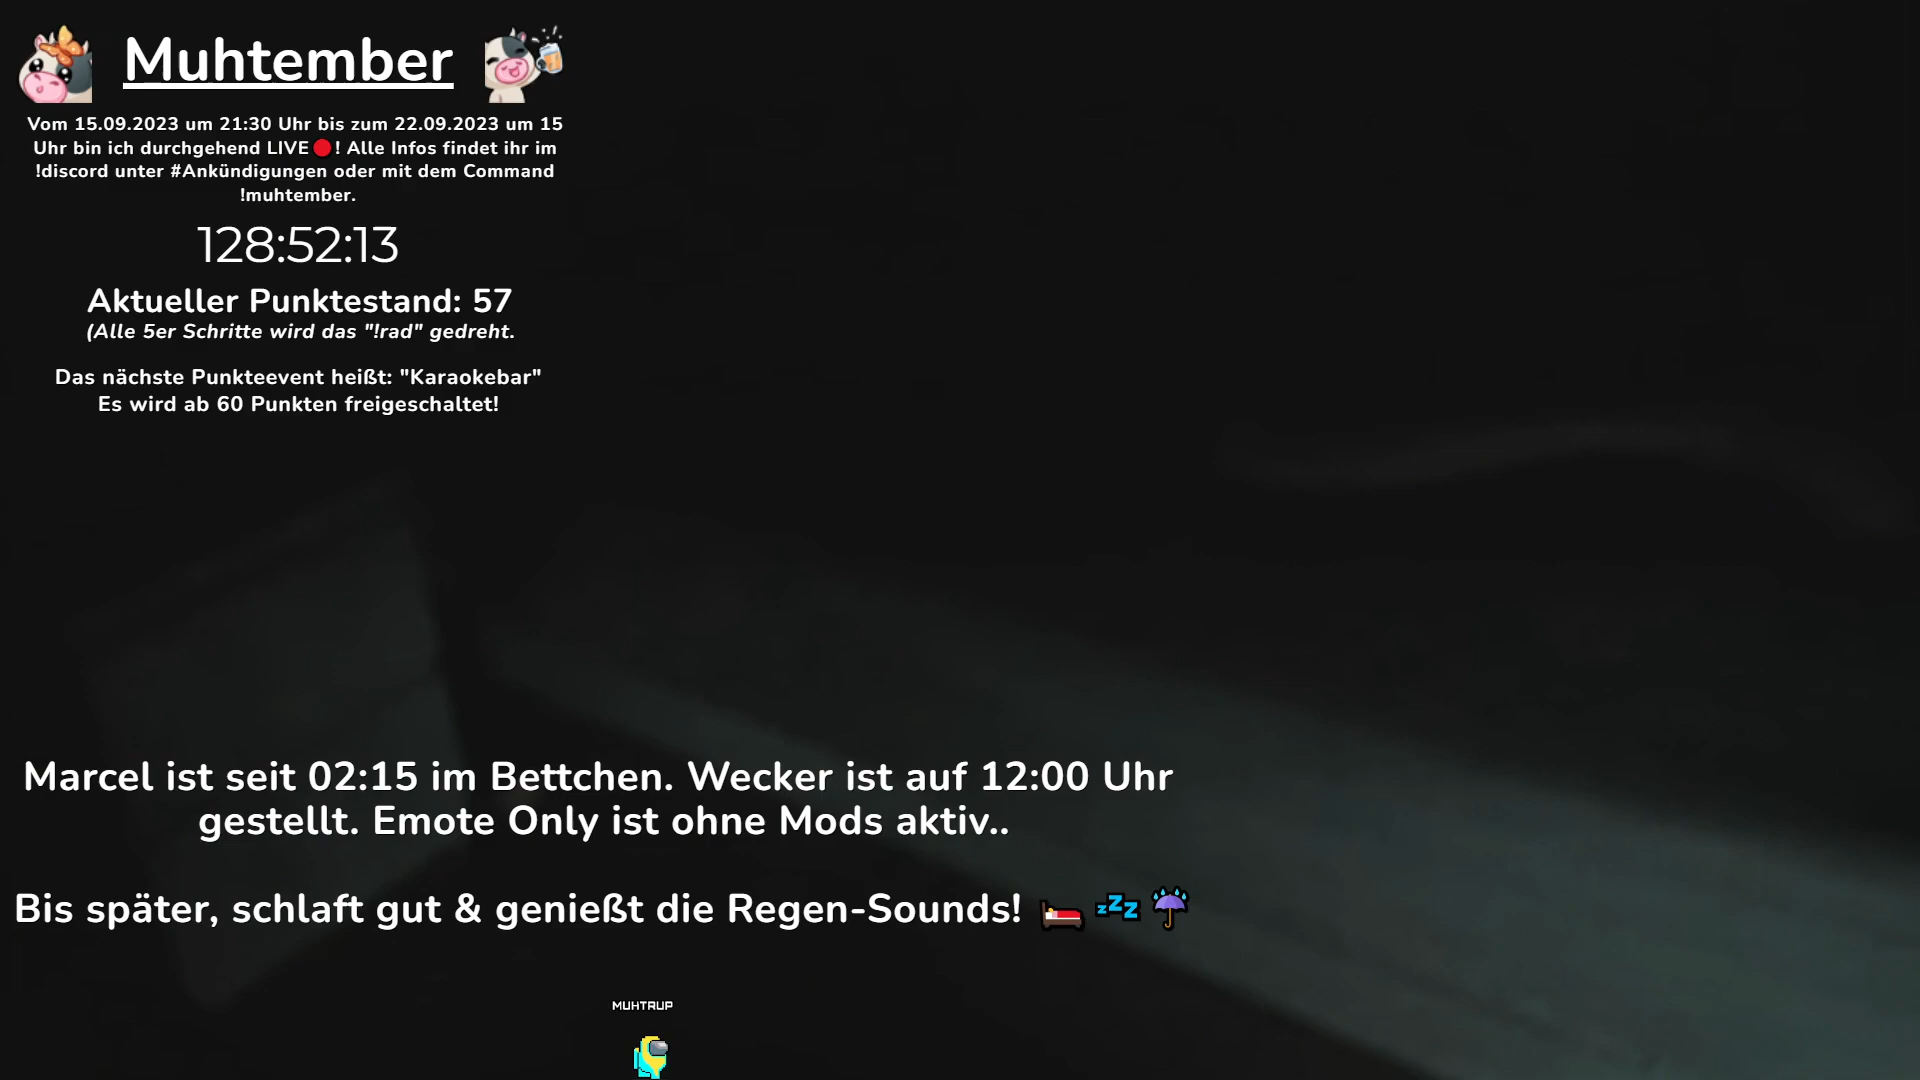 Muhtember
Vom 15.09.2023 um 21:30 Uhr bis zum 22.09.2023 um 15
Uhr bin ich durchgehend LIVE🔴! Alle Infos findet ihr im
!discord unter #Ankündigungen oder mit dem Command
!muhtember.
128:52:13
Aktueller Punktestand: 57
(Alle 5er Schritte wird das "!rad" gedreht.
Das nächste Punkteevent heißt: "Karaokebar"
Es wird ab 60 Punkten freigeschaltet!
Marcel ist seit 02:15 im Bettchen. Wecker ist auf 12:00 Uhr
gestellt. Emote Only ist ohne Mods aktiv..
Bis später, schlaft gut & genießt die Regen-Sounds! 🛏️ 💤 ☔
MUHTRUP